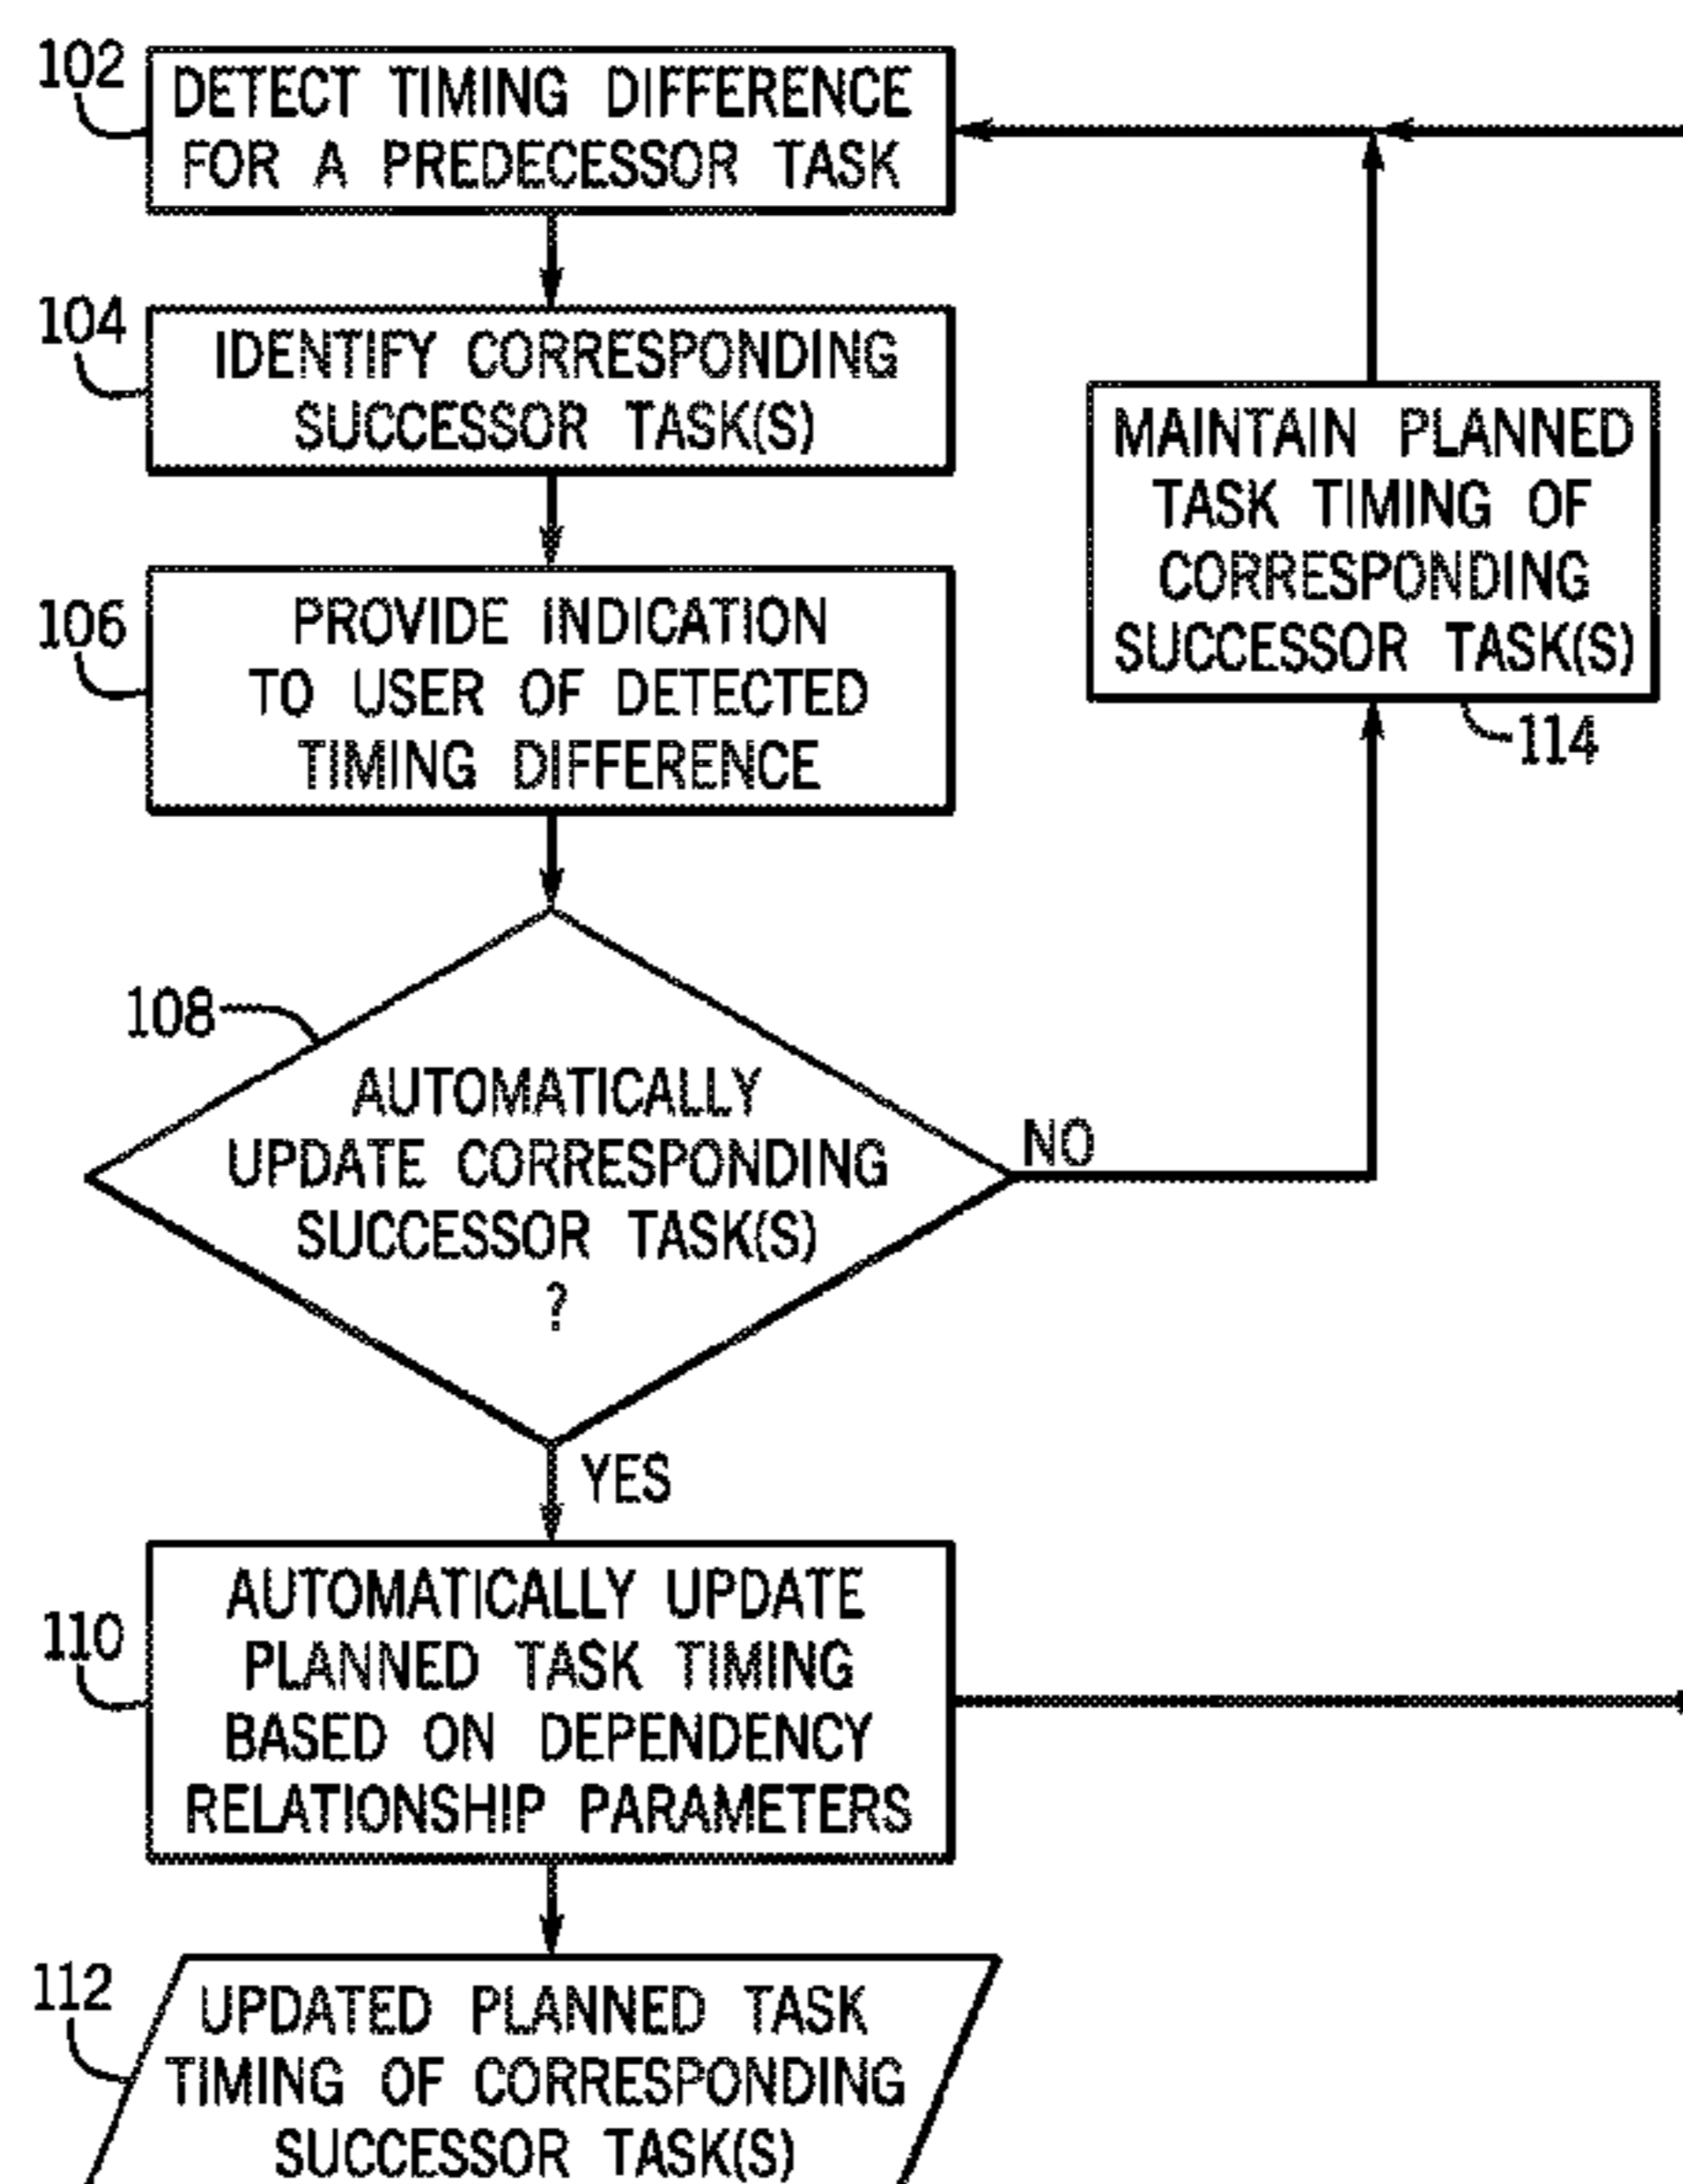 102
DETECT TIMING DIFFERENCE
FOR A PREDECESSOR TASK
104
IDENTIFY CORRESPONDING
SUCCESSOR TASK(S)
106
PROVIDE INDICATION
TO USER OF DETECTED
TIMING DIFFERENCE
MAINTAIN PLANNED
TASK TIMING OF
CORRESPONDING
SUCCESSOR TASK(S)
114
108
AUTOMATICALLY
UPDATE CORRESPONDING
SUCCESSOR TASK(S)
?
NO
YES
110
AUTOMATICALLY UPDATE
PLANNED TASK TIMING
BASED ON DEPENDENCY
RELATIONSHIP PARAMETERS
112
UPDATED PLANNED TASK
TIMING OF CORRESPONDING
SUCCESSOR TASK(S)